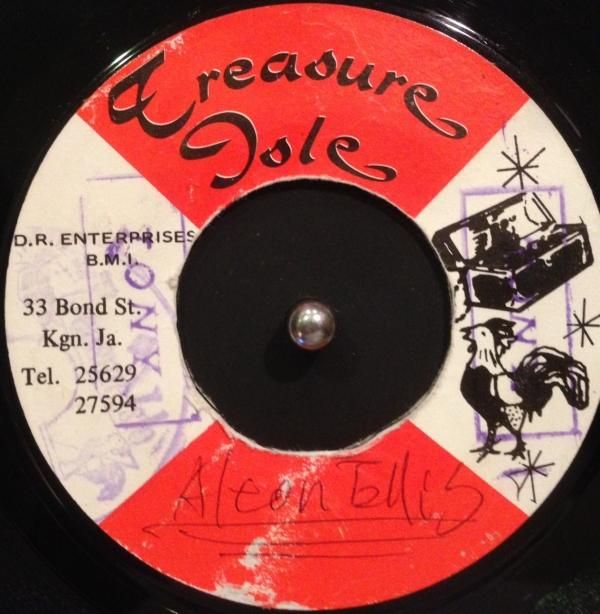 Treasure
Isle
D.R. ENTERPRISES
B.M.I.
33 Bond St.
Kgn. Ja.
Tel. 25629
27594
Alton Ellis